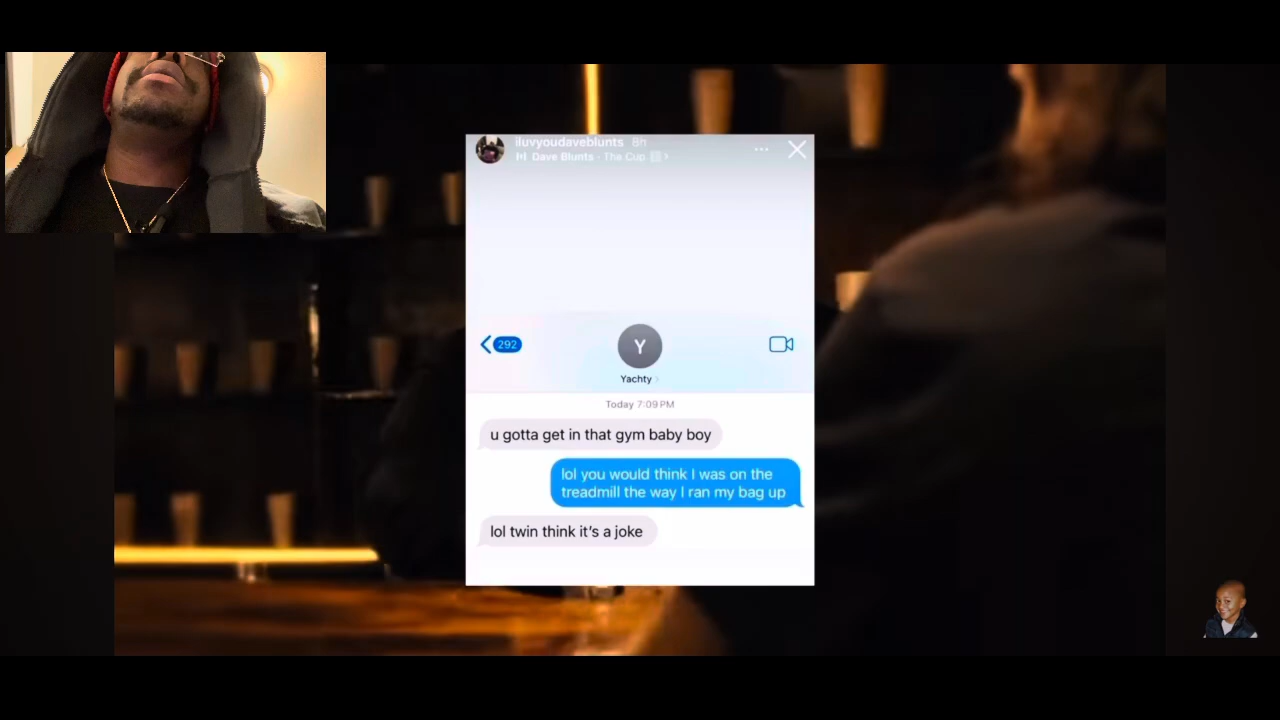 iluvyoudaveblunts 8h
Dave Blunts · The Cup
292
Y
Yachty
Today 7:09 PM
u gotta get in that gym baby boy
lol you would think I was on the
treadmill the way I ran my bag up
lol twin think it's a joke